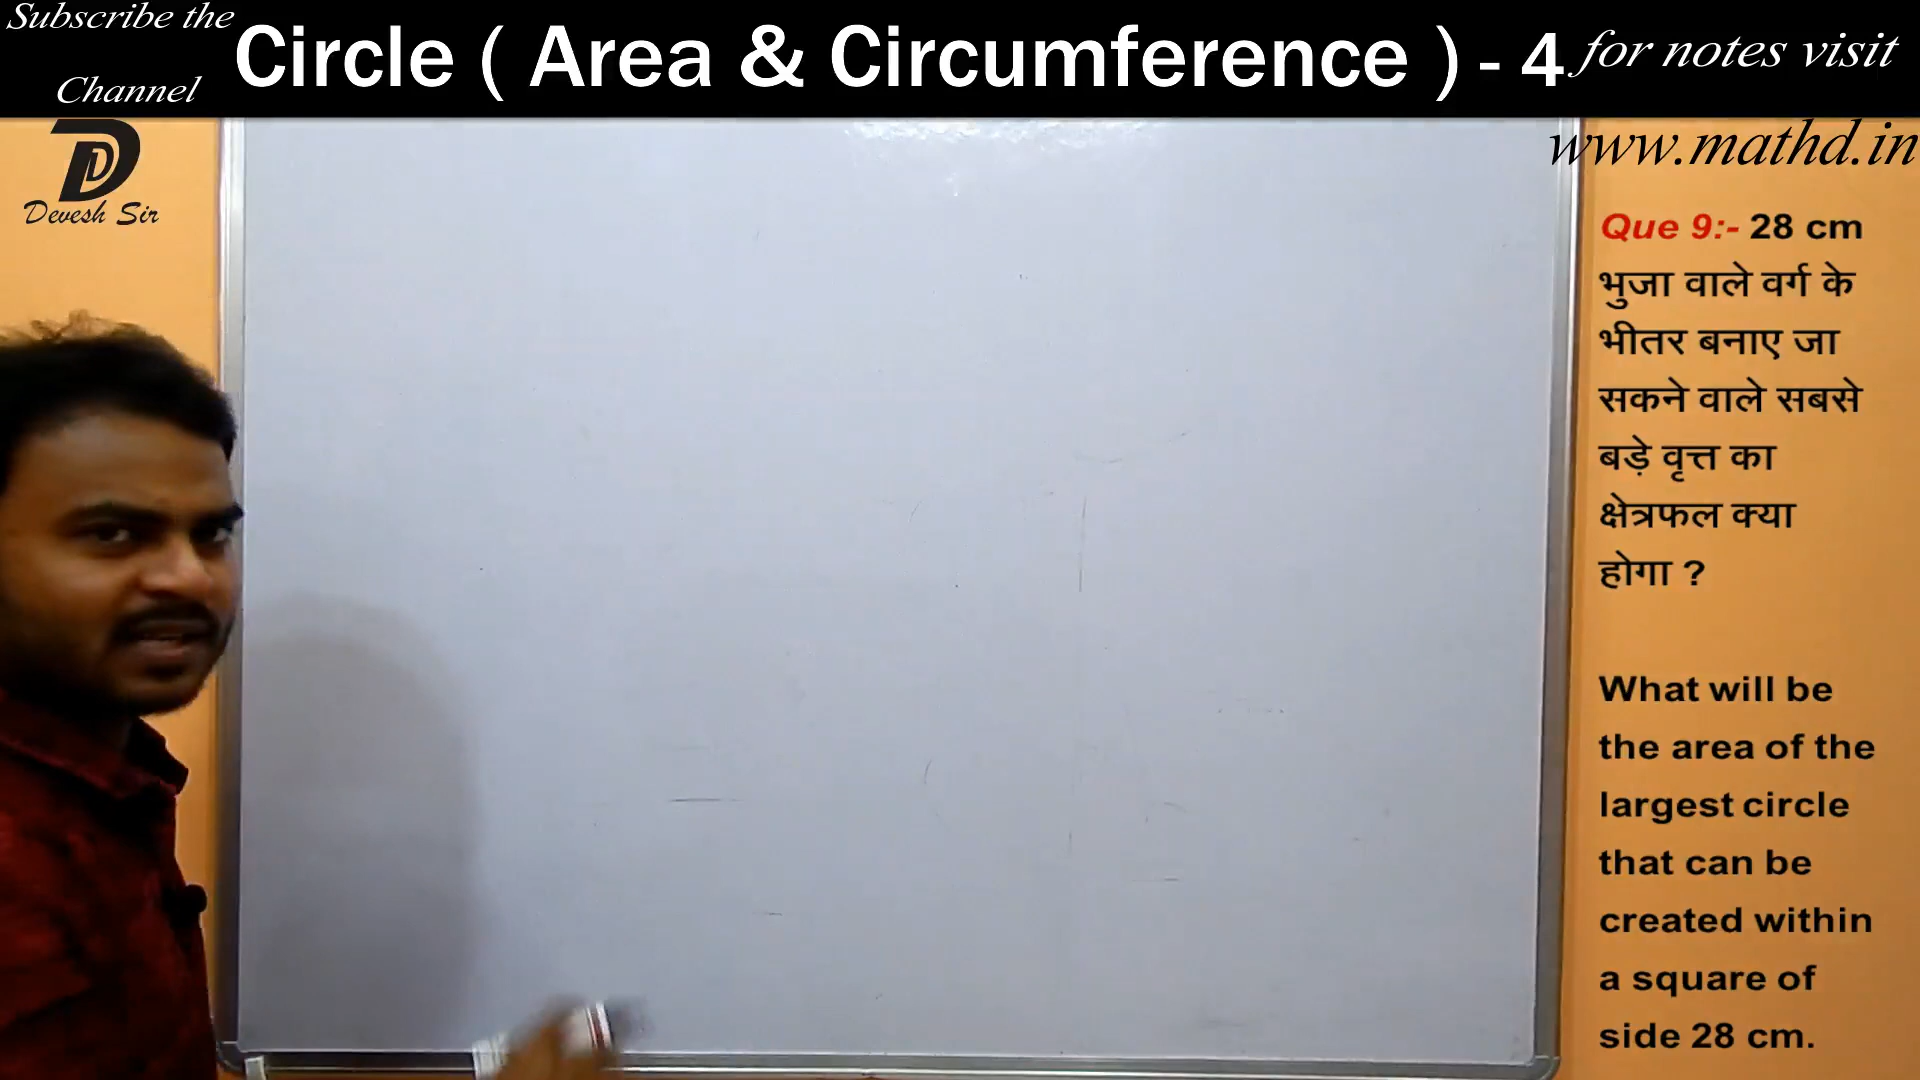 Subscribe the
Channel
Circle ( Area & Circumference ) - 4
for notes visit
www.mathd.in
D
Devesh Sir
Que 9:- 28 cm
भुजा वाले वर्ग के
भीतर बनाए जा
सकने वाले सबसे
बड़े वृत्त का
क्षेत्रफल क्या
होगा ?
What will be
the area of the
largest circle
that can be
created within
a square of
side 28 cm.